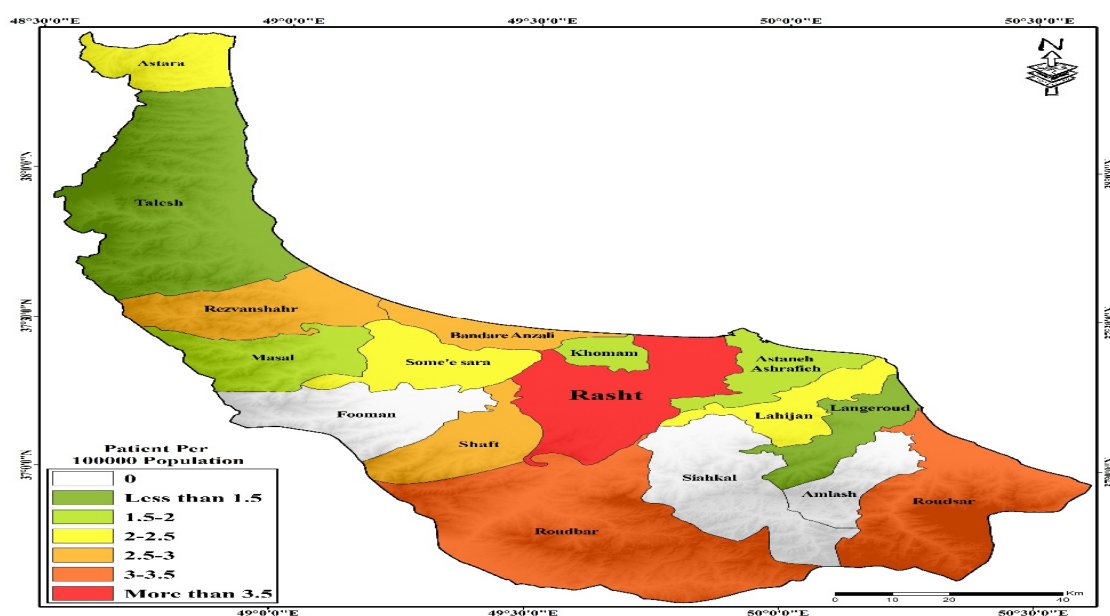 48°30'0"E 49°0'0"E 49°30'0"E 50°0'0"E 50°30'0"E
N
Astara
38°0'0"N
Talesh
37°30'0"N
Rezvanshahr
Bandare Anzali
Masal
Some'e sara
Khomam
Astaneh
Ashrafieh
Rasht
Fooman
Lahijan
Langeroud
Shaft
37°0'0"N
Siahkal
Amlash
Roudsar
Roudbar
Patient Per
100000 Population
0
Less than 1.5
1.5-2
2-2.5
2.5-3
3-3.5
More than 3.5
Km
0 10 20 40
49°0'0"E 49°30'0"E 50°0'0"E 50°30'0"E